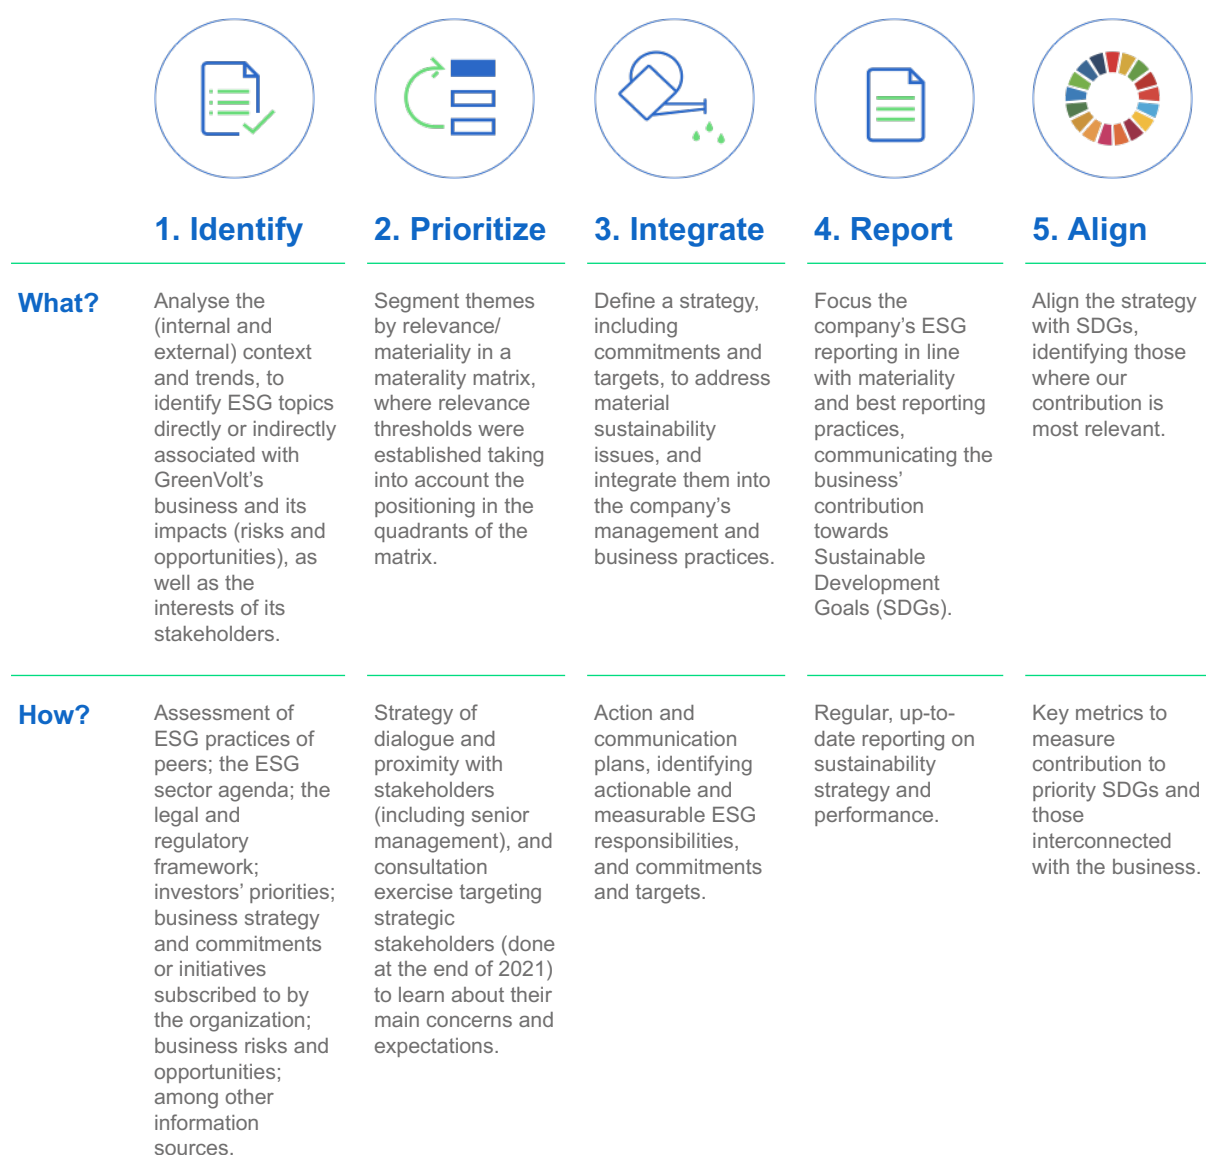 1. Identify
2. Prioritize
3. Integrate
4. Report
5. Align
What?
Analyse the
(internal and
external) context
and trends, to
identify ESG topics
directly or indirectly
associated with
GreenVolt’s
business and its
impacts (risks and
opportunities), as
well as the
interests of its
stakeholders.
Segment themes
by relevance/
materiality in a
materality matrix,
where relevance
thresholds were
established taking
into account the
positioning in the
quadrants of the
matrix.
Define a strategy,
including
commitments and
targets, to address
material
sustainability
issues, and
integrate them into
the company’s
management and
business practices.
Focus the
company’s ESG
reporting in line
with materiality
and best reporting
practices,
communicating the
business’
contribution
towards
Sustainable
Development
Goals (SDGs).
Align the strategy
with SDGs,
identifying those
where our
contribution is
most relevant.
How?
Assessment of
ESG practices of
peers; the ESG
sector agenda; the
legal and
regulatory
framework;
investors’ priorities;
business strategy
and commitments
or initiatives
subscribed to by
the organization;
business risks and
opportunities;
among other
information
sources.
Strategy of
dialogue and
proximity with
stakeholders
(including senior
management), and
consultation
exercise targeting
strategic
stakeholders (done
at the end of 2021)
to learn about their
main concerns and
expectations.
Action and
communication
plans, identifying
actionable and
measurable ESG
responsibilities,
and commitments
and targets.
Regular, up-to-
date reporting on
sustainability
strategy and
performance.
Key metrics to
measure
contribution to
priority SDGs and
those
interconnected
with the business.